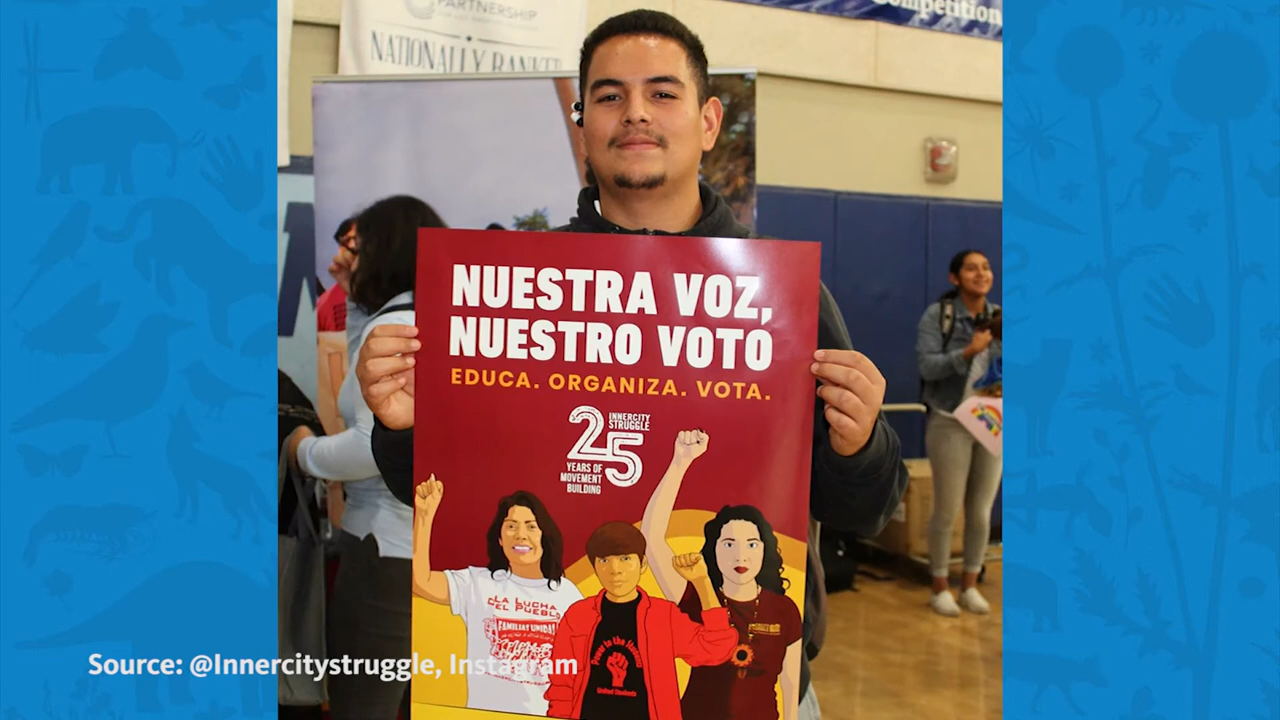 PARTNERSHIP
NATIONALLY RANKE
Competition
NUESTRA VOZ,
NUESTRO VOTO
EDUCA. ORGANIZA. VOTA.
25
INNERCITY
STRUGGLE
YEARS OF
MOVEMENT
BUILDING
LA LUCHA
DEL PUEBLO
FAMILIAS UNIDAS
Power to the Students
United Students
Source: @Innercitystruggle, Instagram